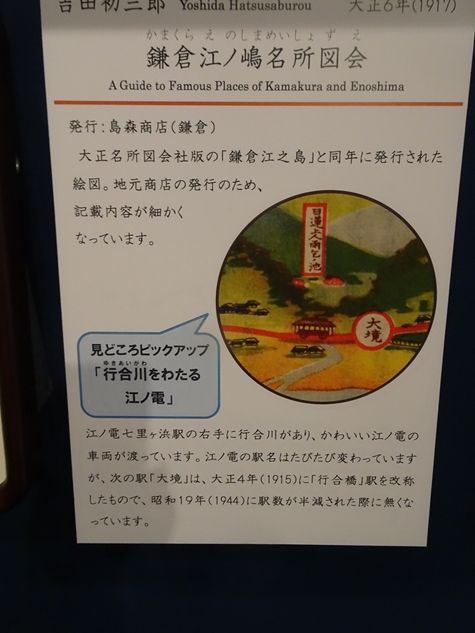 吉田初三郎 Yoshida Hatsusaburou 大正6年(1917)
かまくら え の しまめいしょ ず え
鎌倉江ノ嶋名所図会
A Guide to Famous Places of Kamakura and Enoshima
発行:島森商店(鎌倉)
大正名所図会社版の「鎌倉江之島」と同年に発行された
絵図。地元商店の発行のため、
記載内容が細かく
なっています。
日蓮上人雨乞ノ池
大境
見どころピックアップ
ゆきあいがわ
「行合川をわたる
江ノ電」
江ノ電七里ヶ浜駅の右手に行合川があり、かわいい江ノ電の
車両が渡っています。江ノ電の駅名はたびたび変わっています
が、次の駅「大境」は、大正4年(1915)に「行合橋」駅を改称
したもので、昭和19年(1944)に駅数が半減された際に無くな
っています。